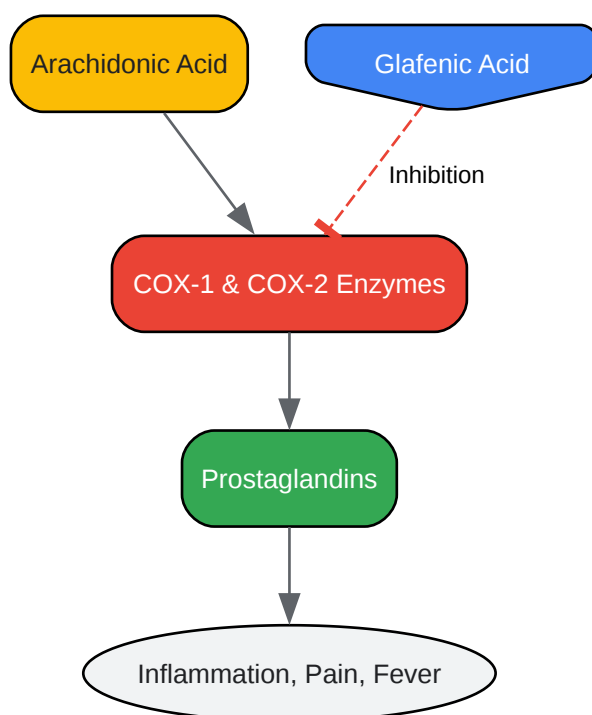 Arachidonic Acid
Glafenic Acid
Inhibition
COX-1 & COX-2 Enzymes
Prostaglandins
Inflammation, Pain, Fever